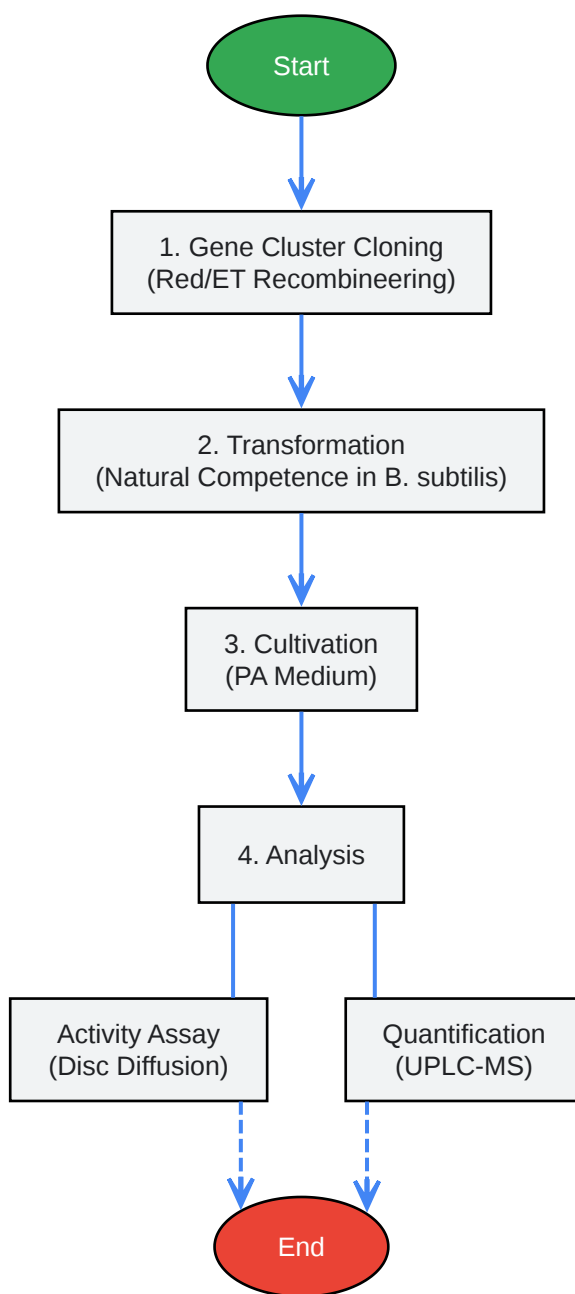 Start
1. Gene Cluster Cloning
(Red/ET Recombineering)
2. Transformation
(Natural Competence in B. subtilis)
3. Cultivation
(PA Medium)
4. Analysis
Activity Assay
(Disc Diffusion)
Quantification
(UPLC-MS)
End